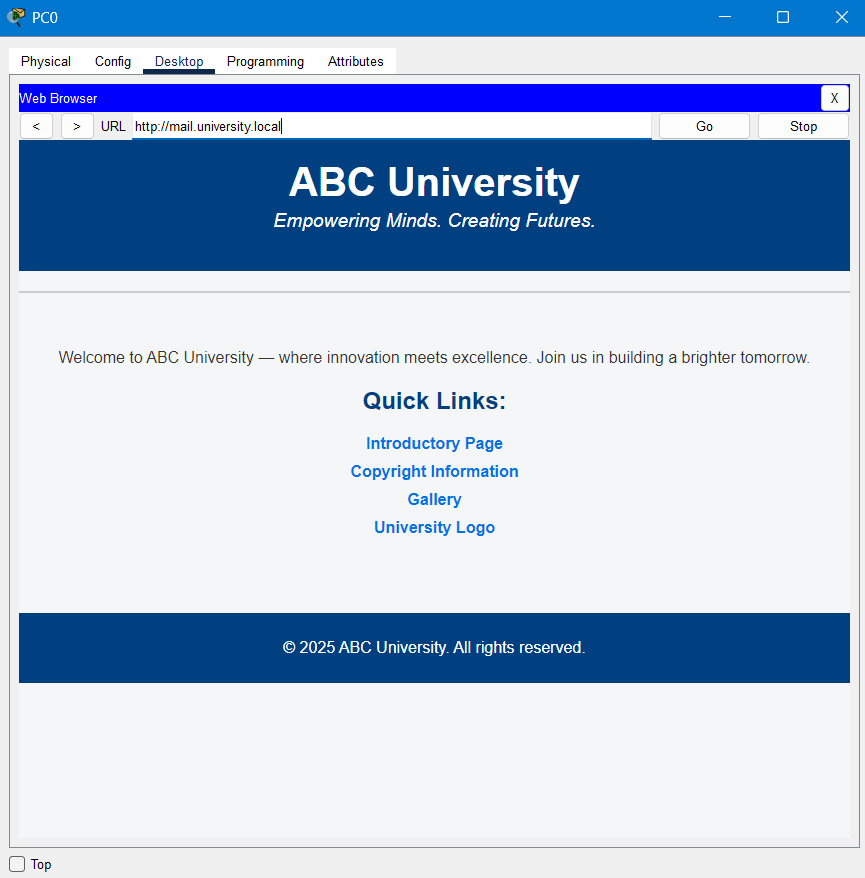 PC0
Physical Config Desktop Programming Attributes
Web Browser X
< > URL http://mail.university.local Go Stop
ABC University
Empowering Minds. Creating Futures.
Welcome to ABC University — where innovation meets excellence. Join us in building a brighter tomorrow.
Quick Links:
Introductory Page
Copyright Information
Gallery
University Logo
© 2025 ABC University. All rights reserved.
Top